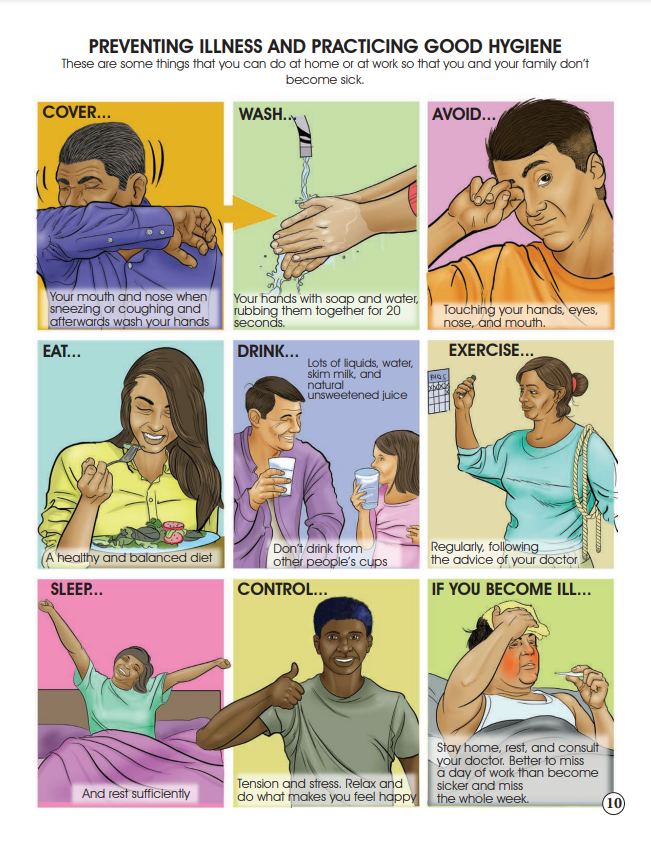 PREVENTING ILLNESS AND PRACTICING GOOD HYGIENE
These are some things that you can do at home or at work so that you and your family don't
become sick.
COVER...
Your mouth and nose when
sneezing or coughing and
afterwards wash your hands
WASH...
Your hands with soap and water,
rubbing them together for 20
seconds.
AVOID...
Touching your hands, eyes,
nose, and mouth.
EAT...
A healthy and balanced diet
DRINK...
Lots of liquids, water,
skim milk, and
natural
unsweetened juice
Don't drink from
other people's cups
EXERCISE...
Regularly, following
the advice of your doctor
SLEEP...
And rest sufficiently
CONTROL...
Tension and stress. Relax and
do what makes you feel happy
IF YOU BECOME ILL...
Stay home, rest, and consult
your doctor. Better to miss
a day of work than become
sicker and miss
the whole week.
10